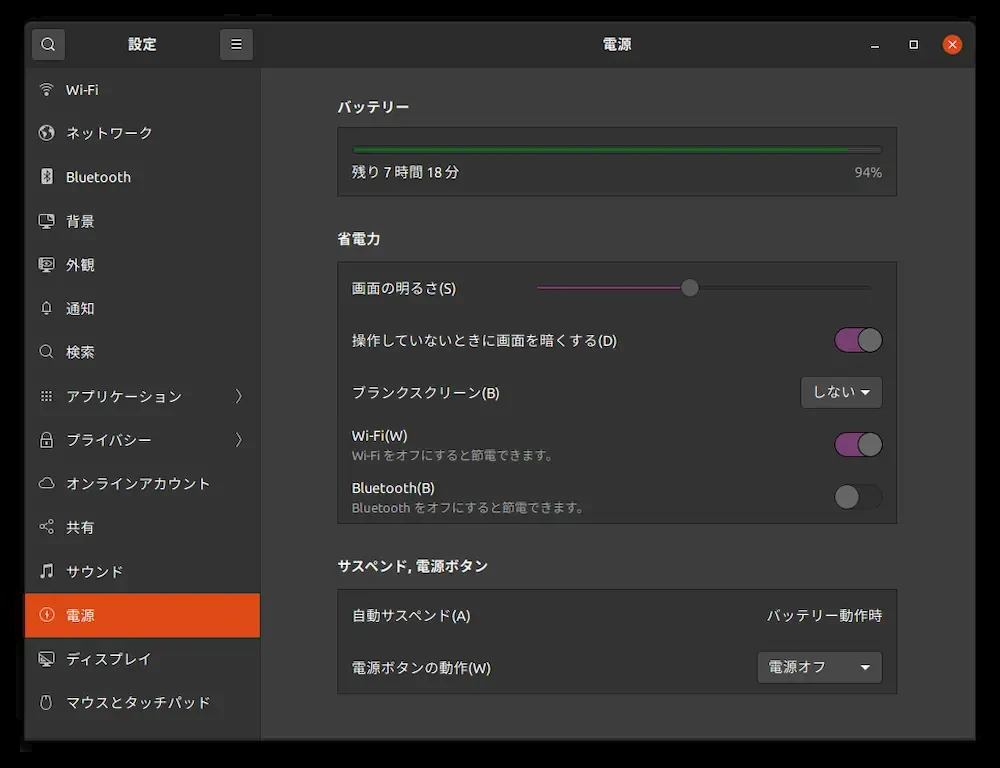 設定
電源
Wi-Fi
ネットワーク
Bluetooth
背景
外観
通知
検索
アプリケーション
プライバシー
オンラインアカウント
共有
サウンド
電源
ディスプレイ
マウスとタッチパッド
バッテリー
残り 7 時間 18 分 94%
省電力
画面の明るさ(S)
操作していないときに画面を暗くする(D)
ブランクスクリーン(B) しない
Wi-Fi(W)
Wi-Fi をオフにすると節電できます。
Bluetooth(B)
Bluetooth をオフにすると節電できます。
サスペンド, 電源ボタン
自動サスペンド(A) バッテリー動作時
電源ボタンの動作(W) 電源オフ